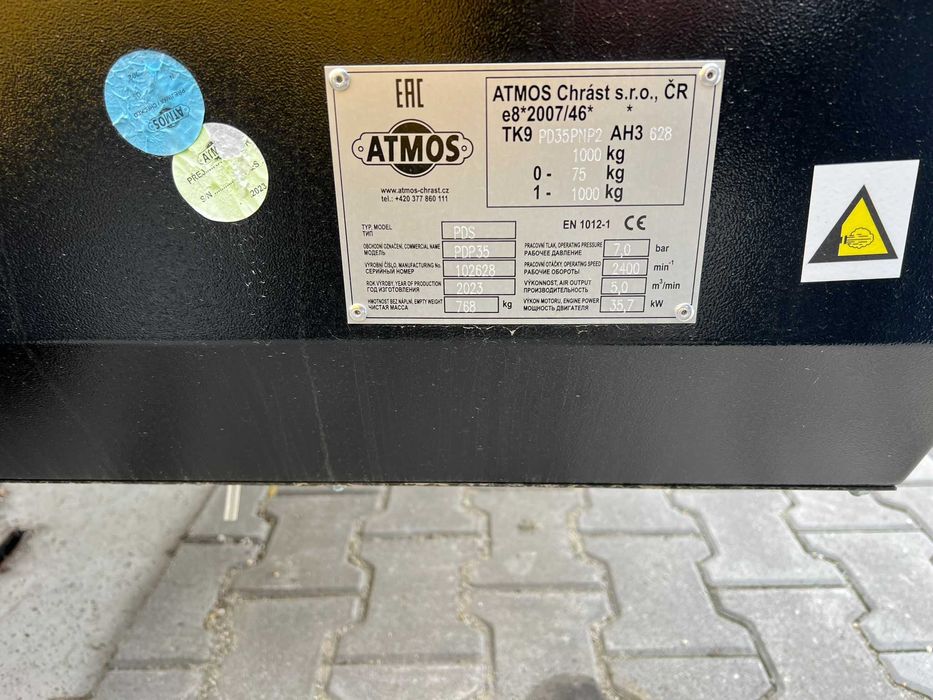 ATMOS
ATMOS
S/N
2023
EAC
ATMOS
www.atmos-chrast.cz
tel.: +420 377 860 111
ATMOS Chrást s.r.o., ČR
e8*2007/46* *
TK9 PD35PNP2 AH3 628
1000 kg
0 - 75 kg
1 - 1000 kg
EN 1012-1 CE
TYP, MODEL
ТИП PDS
OBCHODNÍ OZNAČENÍ, COMMERCIAL NAME
МОДЕЛЬ PDP35
VÝROBNÍ ČÍSLO, MANUFACTURING No.
СЕРИЙНЫЙ НОМЕР 102628
ROK VÝROBY, YEAR OF PRODUCTION
ГОД ИЗГОТОВЛЕНИЯ 2023
HMOTNOST BEZ NÁPLNÍ, EMPTY WEIGHT
ЧИСТАЯ МАССА 768 kg
PRACOVNÍ TLAK, OPERATING PRESSURE
РАБОЧЕЕ ДАВЛЕНИЕ 7,0 bar
PRACOVNÍ OTÁČKY, OPERATING SPEED
РАБОЧИЕ ОБОРОТЫ 2400 min⁻¹
VÝKONNOST, AIR OUTPUT
ПРОИЗВОДИТЕЛЬНОСТЬ 5,0 m³/min
VÝKON MOTORU, ENGINE POWER
МОЩНОСТЬ ДВИГАТЕЛЯ 35,7 kW